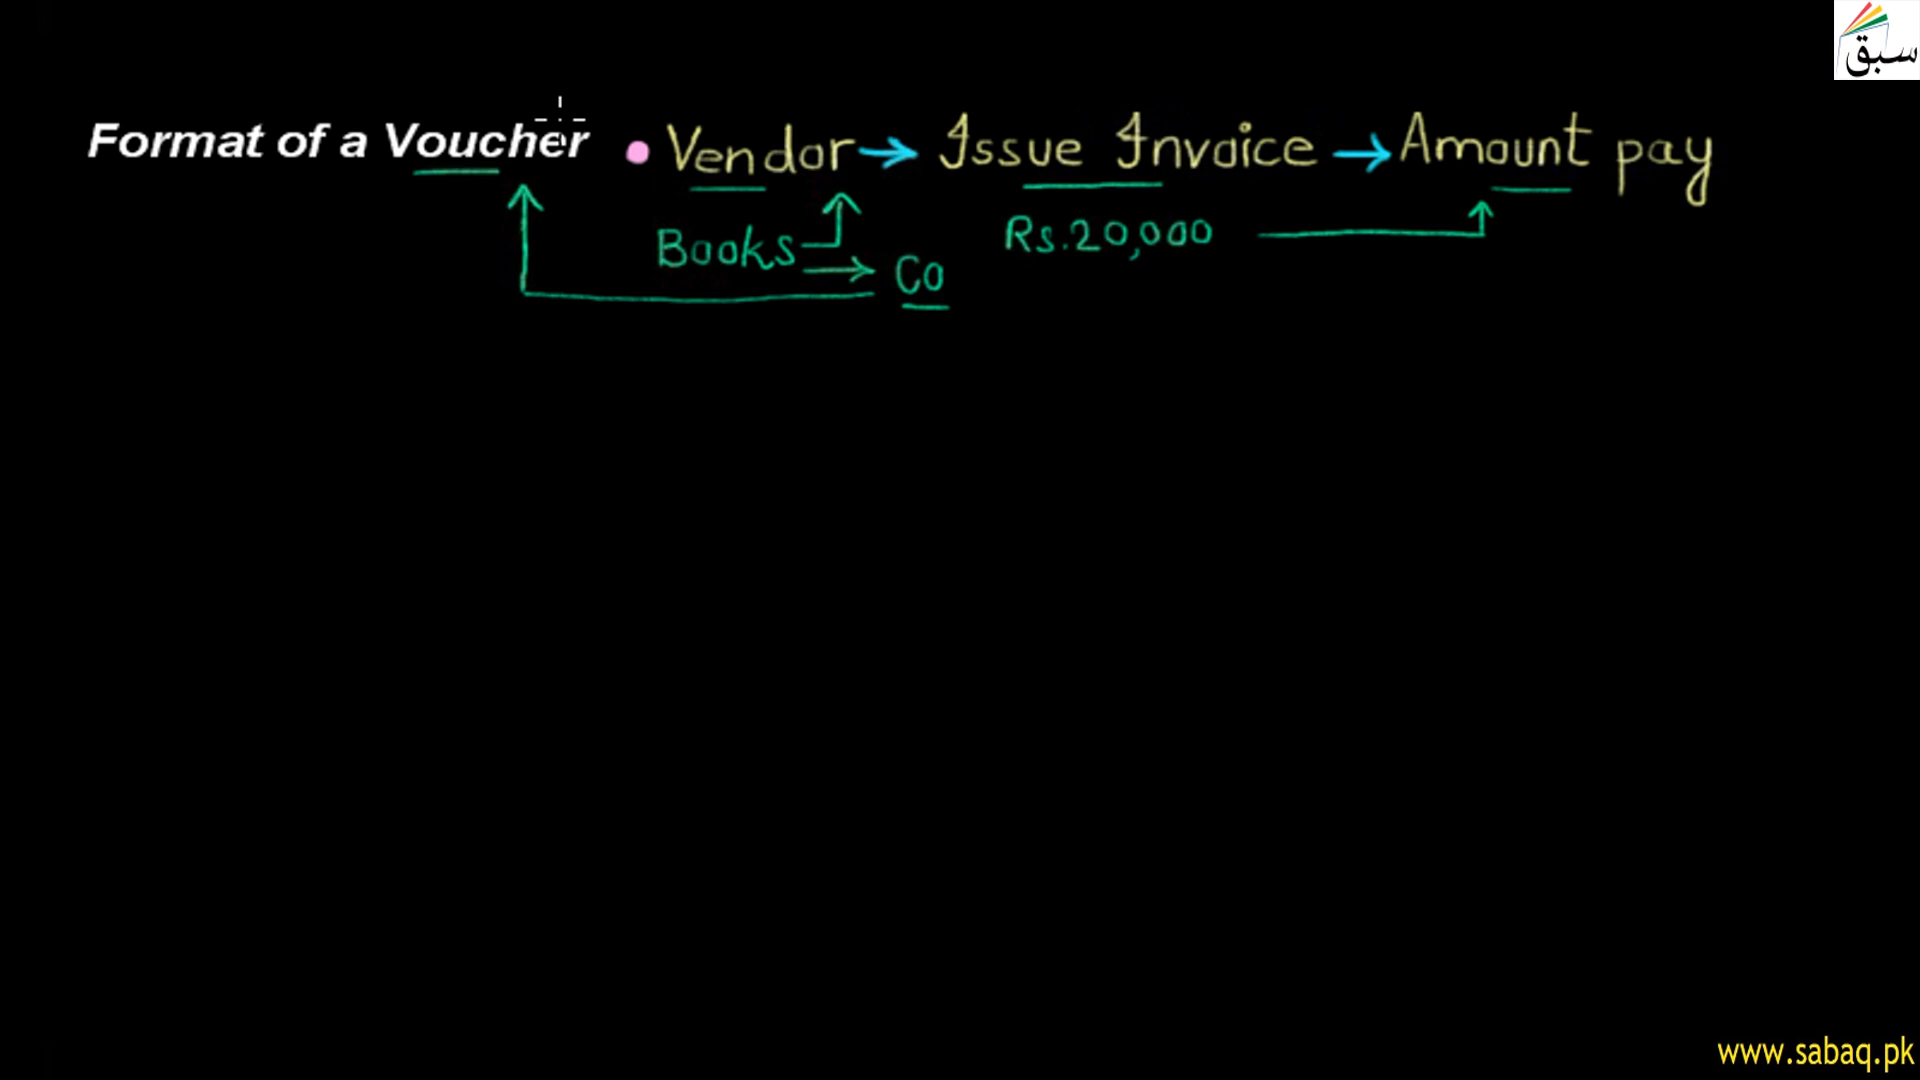 سبق
Format of a Voucher • Vendor → Issue Invoice → Amount pay
Books → Co Rs.20,000
www.sabaq.pk